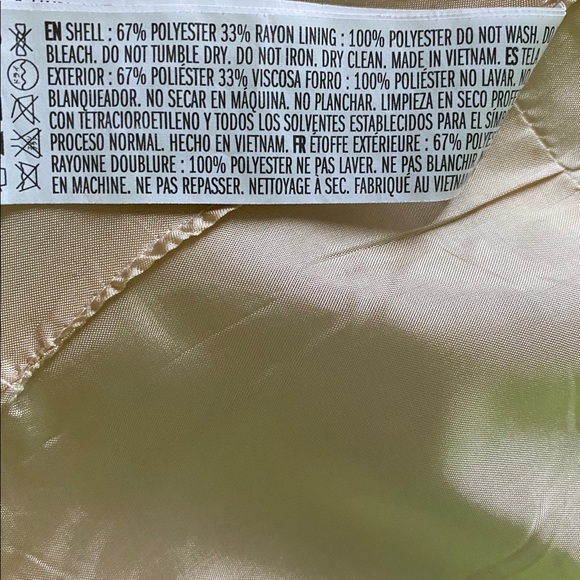 EN SHELL : 67% POLYESTER 33% RAYON LINING : 100% POLYESTER DO NOT WASH. DO
BLEACH. DO NOT TUMBLE DRY. DO NOT IRON. DRY CLEAN. MADE IN VIETNAM. ES TELA
EXTERIOR : 67% POLIÉSTER 33% VISCOSA FORRO : 100% POLIÉSTER NO LAVAR. NO
BLANQUEADOR. NO SECAR EN MÁQUINA. NO PLANCHAR. LIMPIEZA EN SECO
CON TETRACLOROETILENO Y TODOS LOS SOLVENTES ESTABLECIDOS PARA EL
PROCESO NORMAL. HECHO EN VIETNAM. FR ÉTOFFE EXTÉRIEURE : 67%
RAYONNE DOUBLURE : 100% POLYESTER NE PAS LAVER. NE PAS BLANCHIR
EN MACHINE. NE PAS REPASSER. NETTOYAGE À SEC. FABRIQUÉ AU